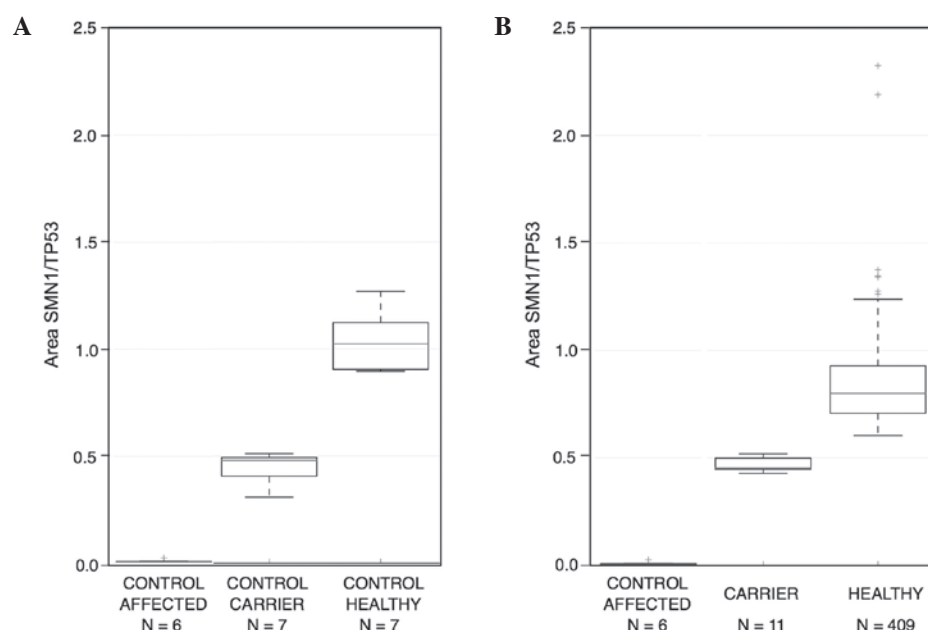 A
B
2.5
2.0
1.5
1.0
0.5
0.0
Area SMN1/TP53
CONTROL AFFECTED N = 6
CONTROL CARRIER N = 7
CONTROL HEALTHY N = 7
2.5
2.0
1.5
1.0
0.5
0.0
Area SMN1/TP53
CONTROL AFFECTED N = 6
CARRIER N = 11
HEALTHY N = 409